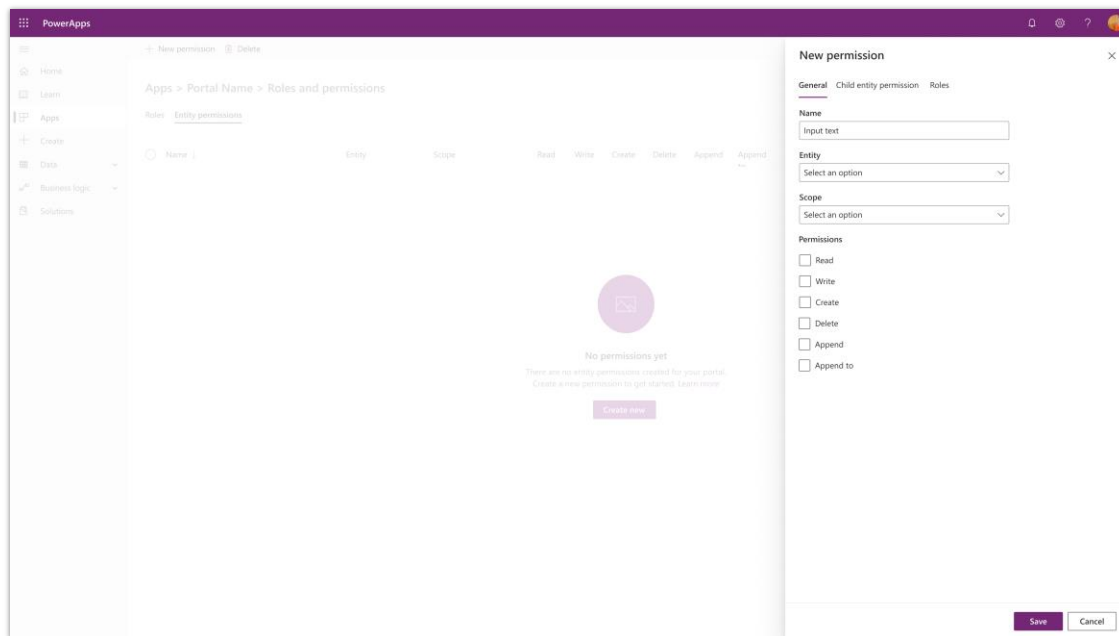 PowerApps
?
New permission
Delete
Home
Learn
Apps
Create
Data
Business logic
Solutions
Apps > Portal Name > Roles and permissions
Roles Entity permissions
Name ↓ Entity Scope Read Write Create Delete Append Append to
No permissions yet
There are no entity permissions created for your portal.
Create a new permission to get started. Learn more
Create new
New permission
General Child entity permission Roles
Name
Input text
Entity
Select an option
Scope
Select an option
Permissions
Read
Write
Create
Delete
Append
Append to
Save Cancel